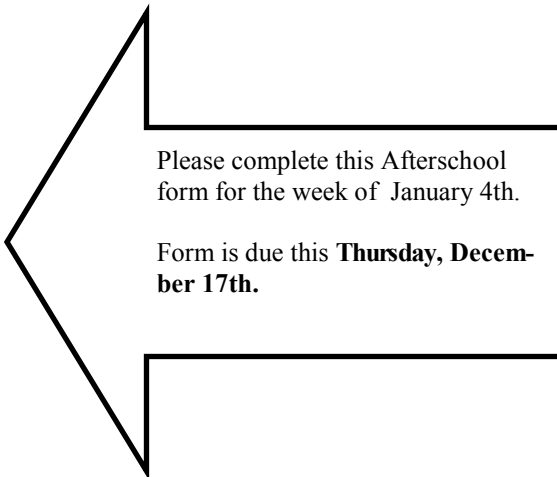 Please complete this Afterschool
form for the week of  January 4th.
Form is due this Thursday, Decem-
ber 17th.